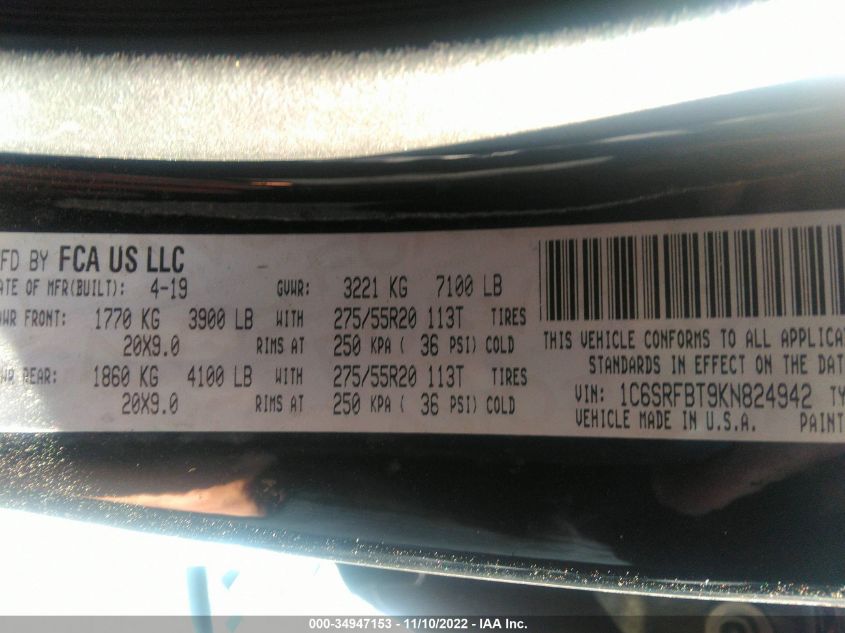 FD BY FCA US LLC
ATE OF MFR(BUILT): 4-19 GVWR: 3221 KG 7100 LB
WR FRONT: 1770 KG 3900 LB WITH 275/55R20 113T TIRES
20X9.0 RIMS AT 250 KPA ( 36 PSI) COLD
WR REAR: 1860 KG 4100 LB WITH 275/55R20 113T TIRES
20X9.0 RIMS AT 250 KPA ( 36 PSI) COLD
THIS VEHICLE CONFORMS TO ALL APPLICA
STANDARDS IN EFFECT ON THE DAT
VIN: 1C6SRFBT9KN824942 TY
VEHICLE MADE IN U.S.A. PAINT
000-34947153 - 11/10/2022 - IAA Inc.